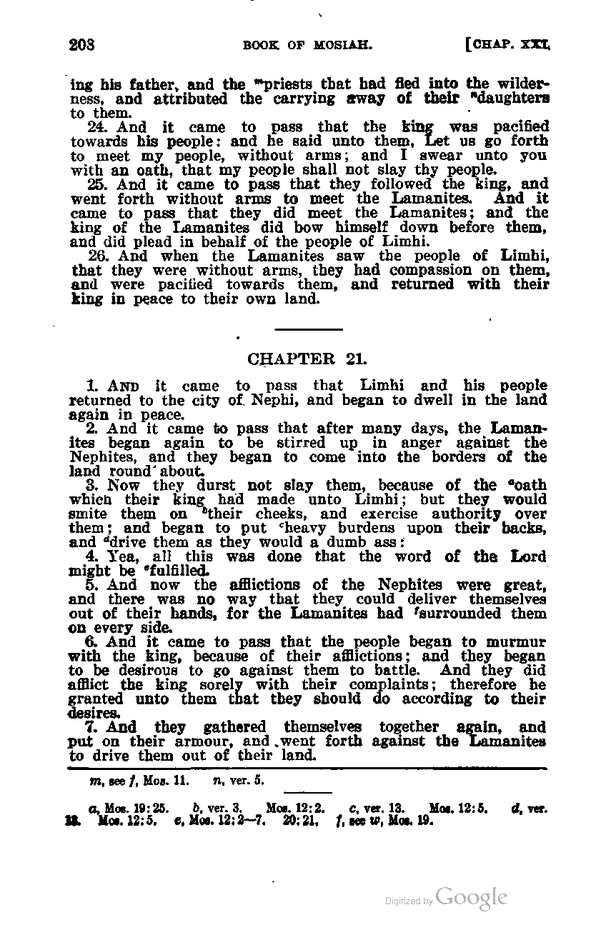 208 BOOK OF MOSIAH. [CHAP. XXI.
ing his father, and the ᵐpriests that had fled into the wilder-
ness, and attributed the carrying away of their ⁿdaughters
to them.
24. And it came to pass that the king was pacified
towards his people: and he said unto them, Let us go forth
to meet my people, without arms; and I swear unto you
with an oath, that my people shall not slay thy people.
25. And it came to pass that they followed the king, and
went forth without arms to meet the Lamanites. And it
came to pass that they did meet the Lamanites; and the
king of the Lamanites did bow himself down before them,
and did plead in behalf of the people of Limhi.
26. And when the Lamanites saw the people of Limhi,
that they were without arms, they had compassion on them,
and were pacified towards them, and returned with their
king in peace to their own land.
CHAPTER 21.
1. AND it came to pass that Limhi and his people
returned to the city of Nephi, and began to dwell in the land
again in peace.
2. And it came to pass that after many days, the Laman-
ites began again to be stirred up in anger against the
Nephites, and they began to come into the borders of the
land round about.
3. Now they durst not slay them, because of the ᵃoath
which their king had made unto Limhi; but they would
smite them on ᵇtheir cheeks, and exercise authority over
them; and began to put ᶜheavy burdens upon their backs,
and ᵈdrive them as they would a dumb ass:
4. Yea, all this was done that the word of the Lord
might be ᵉfulfilled.
5. And now the afflictions of the Nephites were great,
and there was no way that they could deliver themselves
out of their hands, for the Lamanites had ᶠsurrounded them
on every side.
6. And it came to pass that the people began to murmur
with the king, because of their afflictions; and they began
to be desirous to go against them to battle. And they did
afflict the king sorely with their complaints; therefore he
granted unto them that they should do according to their
desires.
7. And they gathered themselves together again, and
put on their armour, and went forth against the Lamanites
to drive them out of their land.
m, see f, Mos. 11. n, ver. 5.
a, Mos. 19:25. b, ver. 3. Mos. 12:2. c, ver. 13. Mos. 12:5. d, ver.
13. Mos. 12:5. e, Mos. 12:2—7. 20:21. f, see w, Mos. 19.
Digitized by Google